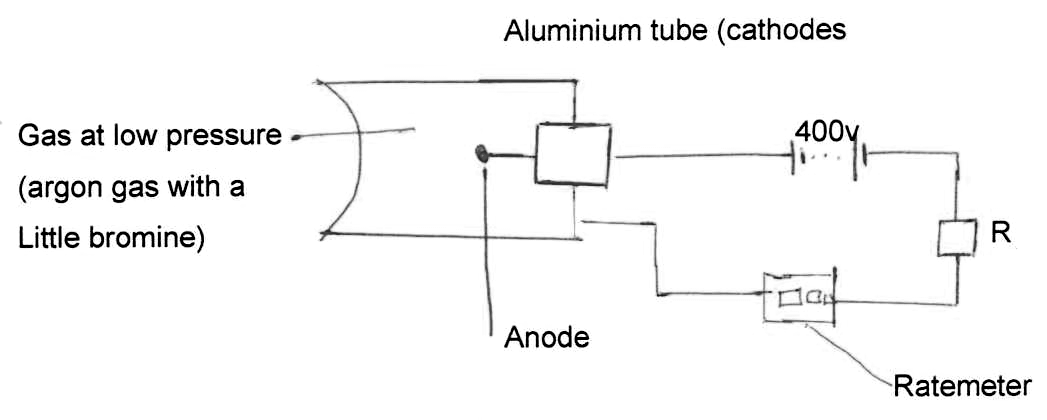 Aluminium tube (cathodes
Gas at low pressure
(argon gas with a
Little bromine)
400v
R
Anode
Ratemeter